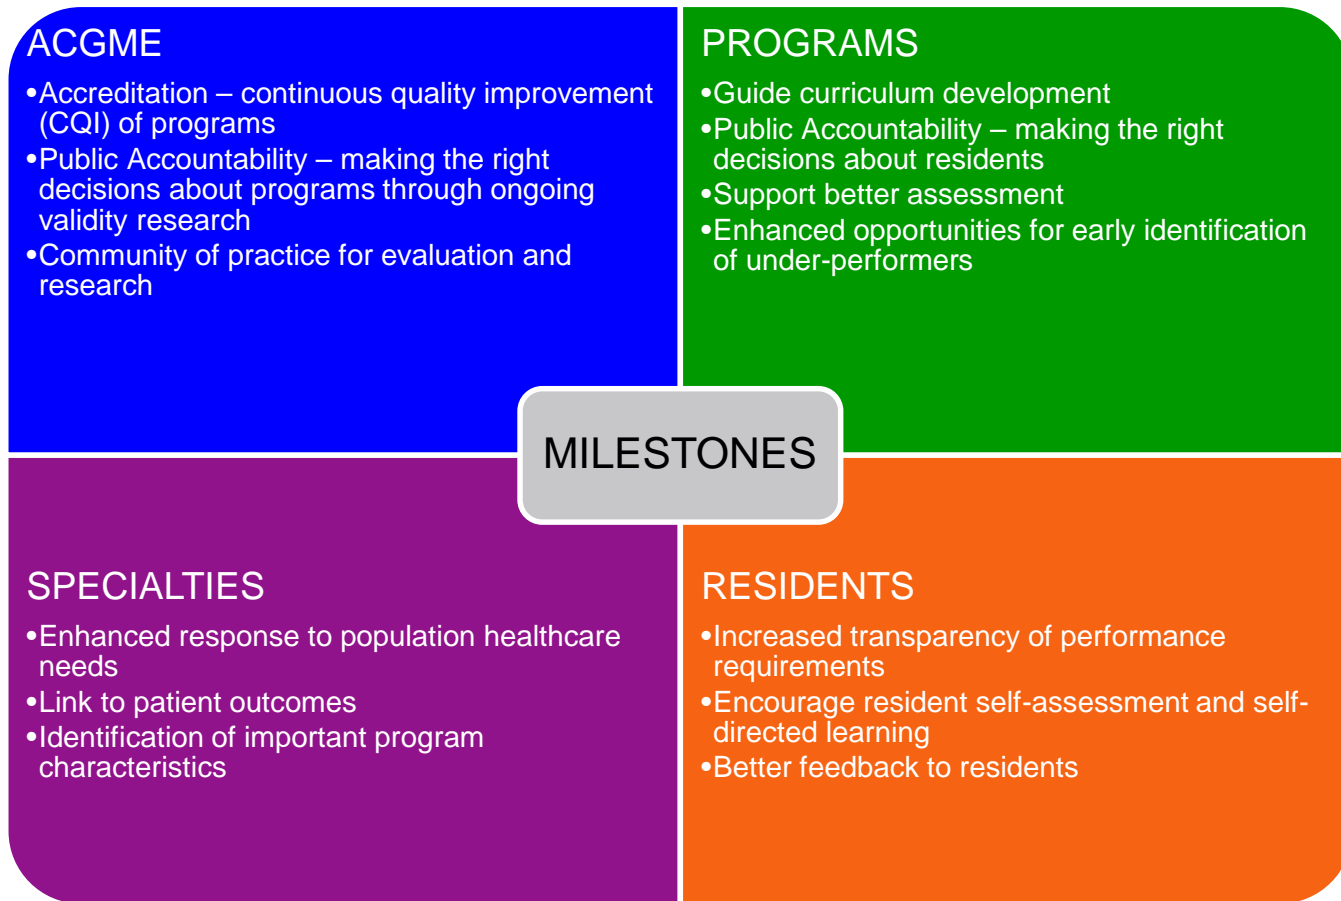 ACGME
•Accreditation – continuous quality improvement
(CQI) of programs
•Public Accountability – making the right
decisions about programs through ongoing
validity research
•Community of practice for evaluation and
research
PROGRAMS
•Guide curriculum development
•Public Accountability – making the right
decisions about residents
•Support better assessment
•Enhanced opportunities for early identification
of under-performers
MILESTONES
SPECIALTIES
•Enhanced response to population healthcare
needs
•Link to patient outcomes
•Identification of important program
characteristics
RESIDENTS
•Increased transparency of performance
requirements
•Encourage resident self-assessment and self-
directed learning
•Better feedback to residents